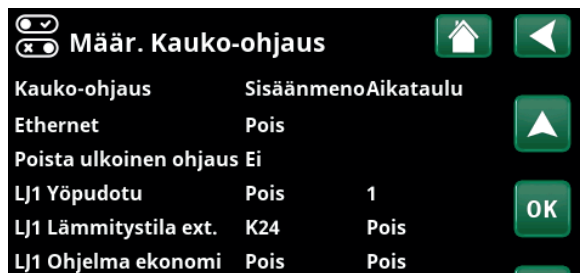 Määr. Kauko-ohjaus
Kauko-ohjaus SisäänmenoAikataulu
Ethernet Pois
Poista ulkoinen ohjaus Ei
LJ1 Yöpudotu Pois 1
OK
LJ1 Lämmitystila ext. K24 Pois
LJ1 Ohjelma ekonomi Pois Pois